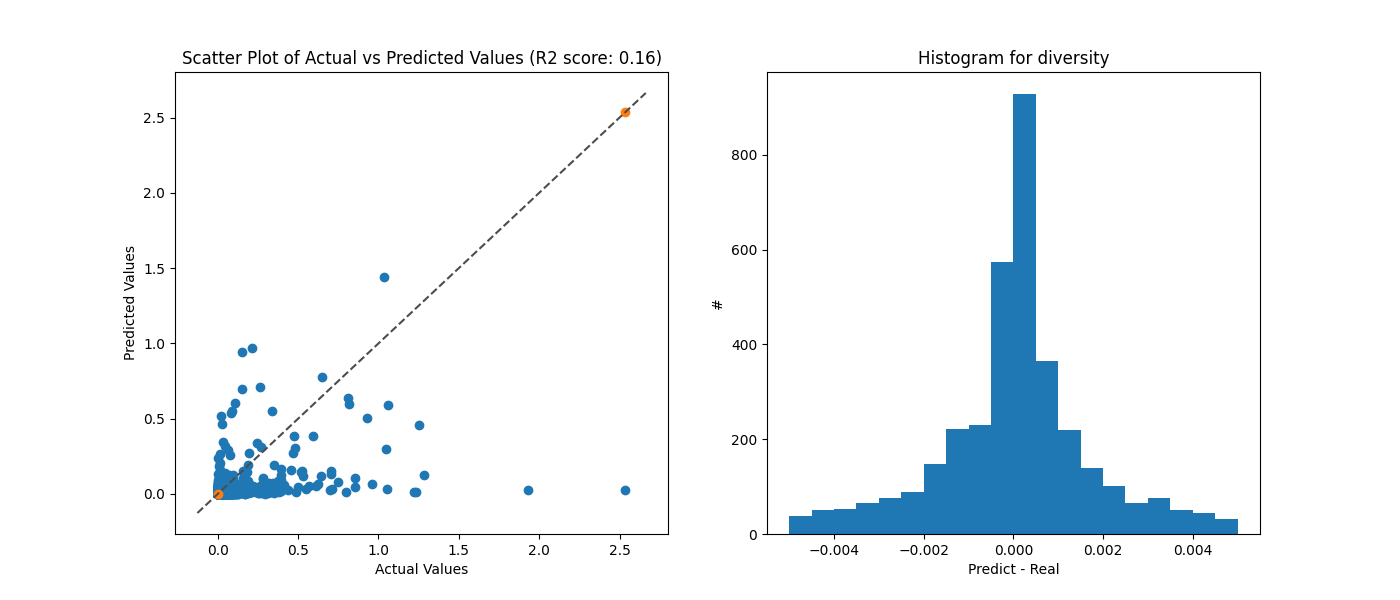 Scatter Plot of Actual vs Predicted Values (R2 score: 0.16)
2.5
2.0
1.5
1.0
0.5
0.0
Predicted Values
0.0 0.5 1.0 1.5 2.0 2.5
Actual Values
Histogram for diversity
800
600
400
200
0
#
−0.004 −0.002 0.000 0.002 0.004
Predict - Real